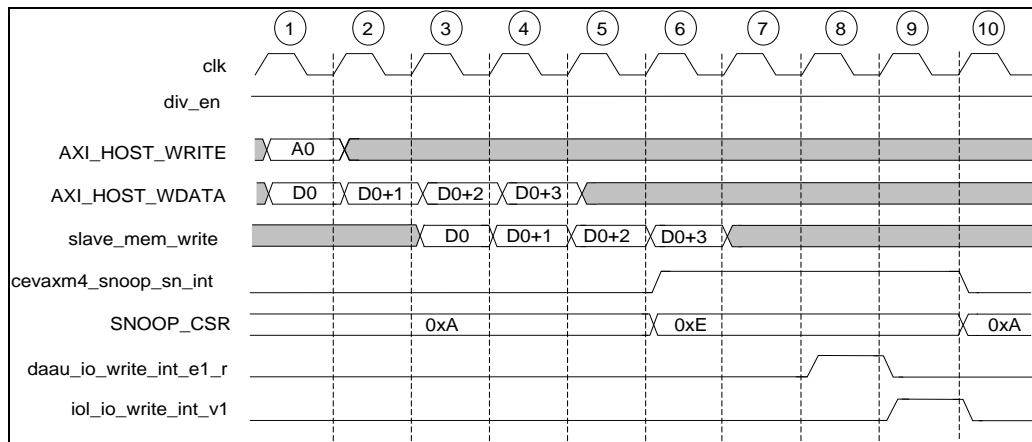 1 2 3 4 5 6 7 8 9 10
clk
div_en
AXI_HOST_WRITE A0
AXI_HOST_WDATA D0 D0+1 D0+2 D0+3
slave_mem_write D0 D0+1 D0+2 D0+3
cevaxm4_snoop_sn_int
SNOOP_CSR 0xA 0xE 0xA
daau_io_write_int_e1_r
iol_io_write_int_v1